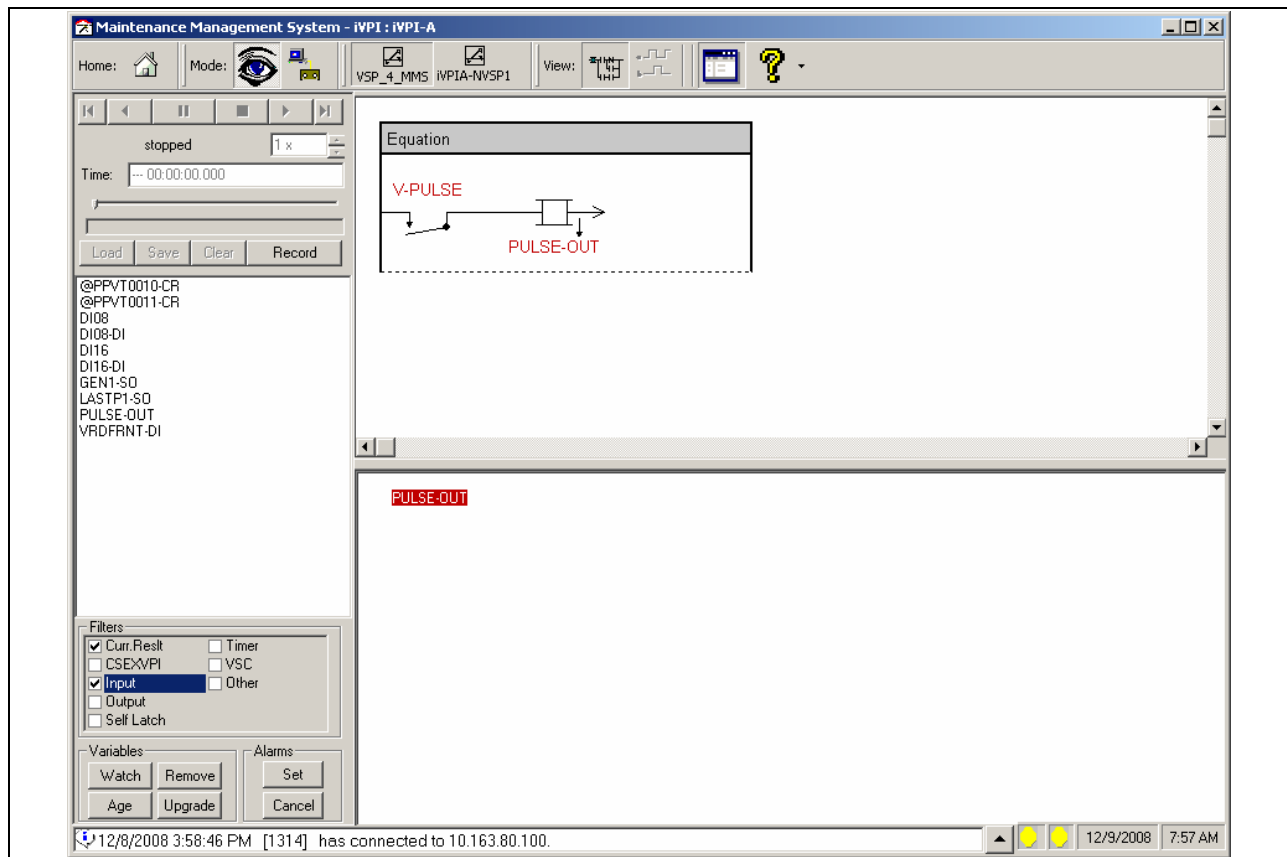 Maintenance Management System - iVPI : iVPI-A
Home: Mode: VSP_4_MMS iVPIA-NVSP1 View:
stopped 1 x
Time: --- 00:00:00.000
Load Save Clear Record
@PPVT0010-CR
@PPVT0011-CR
DI08
DI08-DI
DI16
DI16-DI
GEN1-SO
LASTP1-SO
PULSE-OUT
VRDFRNT-DI
Filters
Curr.Reslt Timer
CSEXVPI VSC
Input Other
Output
Self Latch
Variables Alarms
Watch Remove Set
Age Upgrade Cancel
Equation
V-PULSE
PULSE-OUT
PULSE-OUT
12/8/2008 3:58:46 PM [1314] has connected to 10.163.80.100. 12/9/2008 7:57 AM